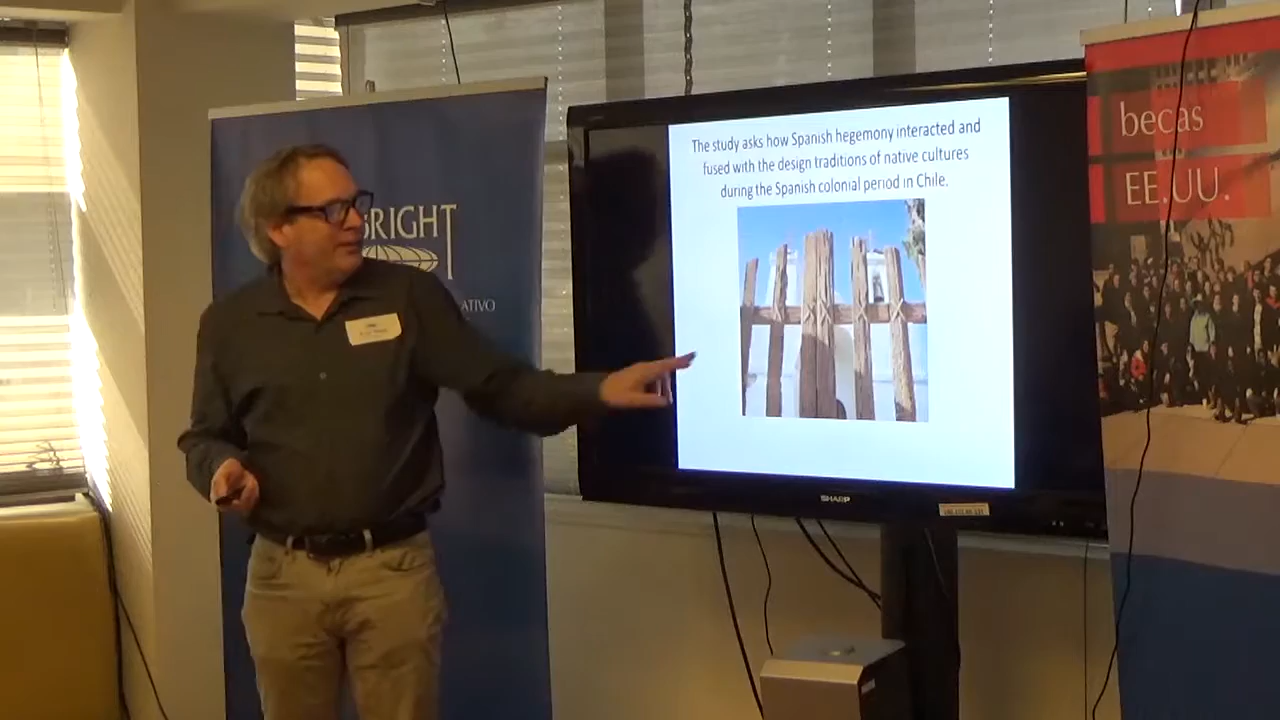 BRIGHT
ATIVO
The study asks how Spanish hegemony interacted and
fused with the design traditions of native cultures
during the Spanish colonial period in Chile.
SHARP
becas
EE.UU.